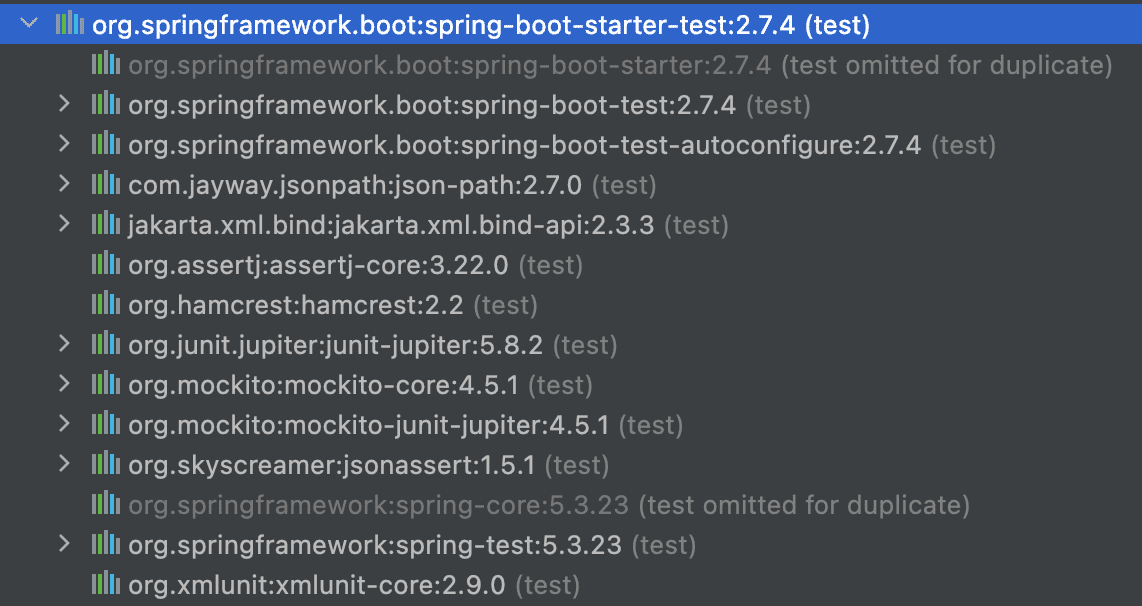 org.springframework.boot:spring-boot-starter-test:2.7.4 (test)
org.springframework.boot:spring-boot-starter:2.7.4 (test omitted for duplicate)
org.springframework.boot:spring-boot-test:2.7.4 (test)
org.springframework.boot:spring-boot-test-autoconfigure:2.7.4 (test)
com.jayway.jsonpath:json-path:2.7.0 (test)
jakarta.xml.bind:jakarta.xml.bind-api:2.3.3 (test)
org.assertj:assertj-core:3.22.0 (test)
org.hamcrest:hamcrest:2.2 (test)
org.junit.jupiter:junit-jupiter:5.8.2 (test)
org.mockito:mockito-core:4.5.1 (test)
org.mockito:mockito-junit-jupiter:4.5.1 (test)
org.skyscreamer:jsonassert:1.5.1 (test)
org.springframework:spring-core:5.3.23 (test omitted for duplicate)
org.springframework:spring-test:5.3.23 (test)
org.xmlunit:xmlunit-core:2.9.0 (test)